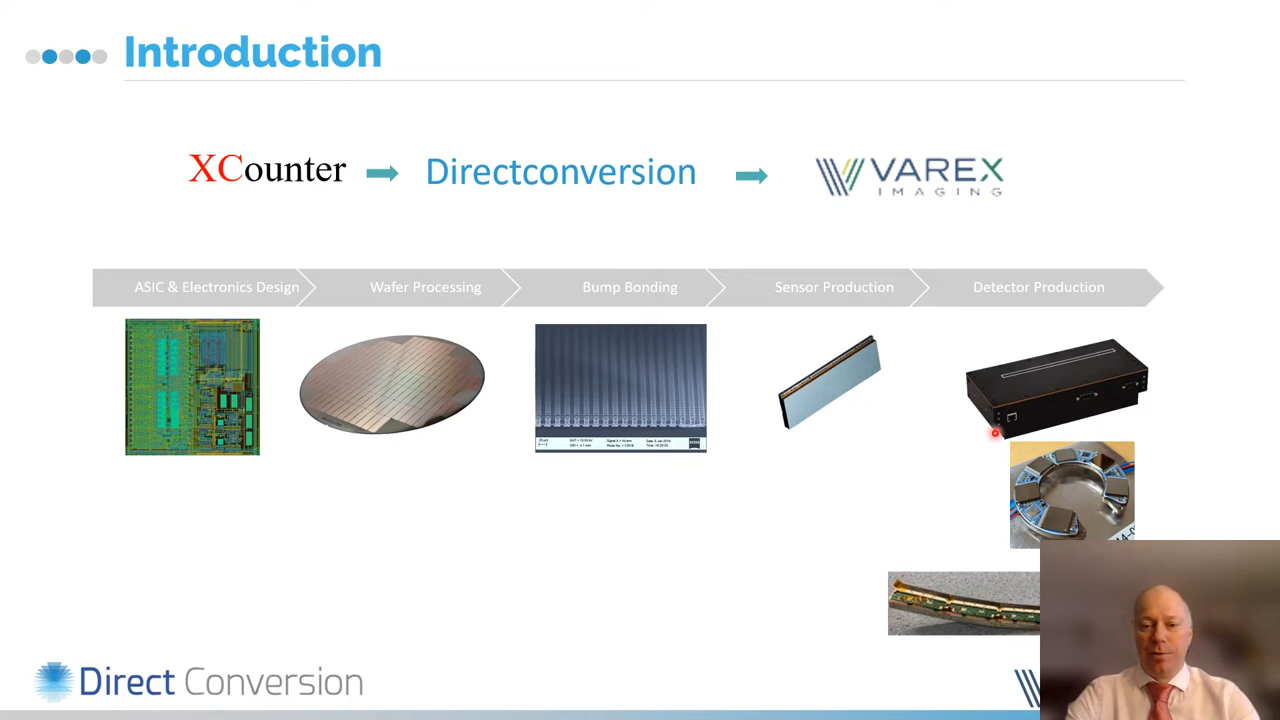 Introduction
XCounter
Directconversion
VAREX
IMAGING
ASIC & Electronics Design
Wafer Processing
Bump Bonding
Sensor Production
Detector Production
Direct Conversion